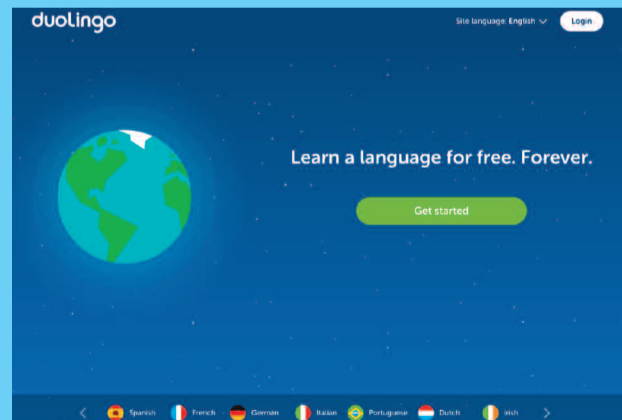 duolingo
Site language: English
Login
Learn a language for free. Forever.
Get started
Spanish French German Italian Portuguese Dutch Irish